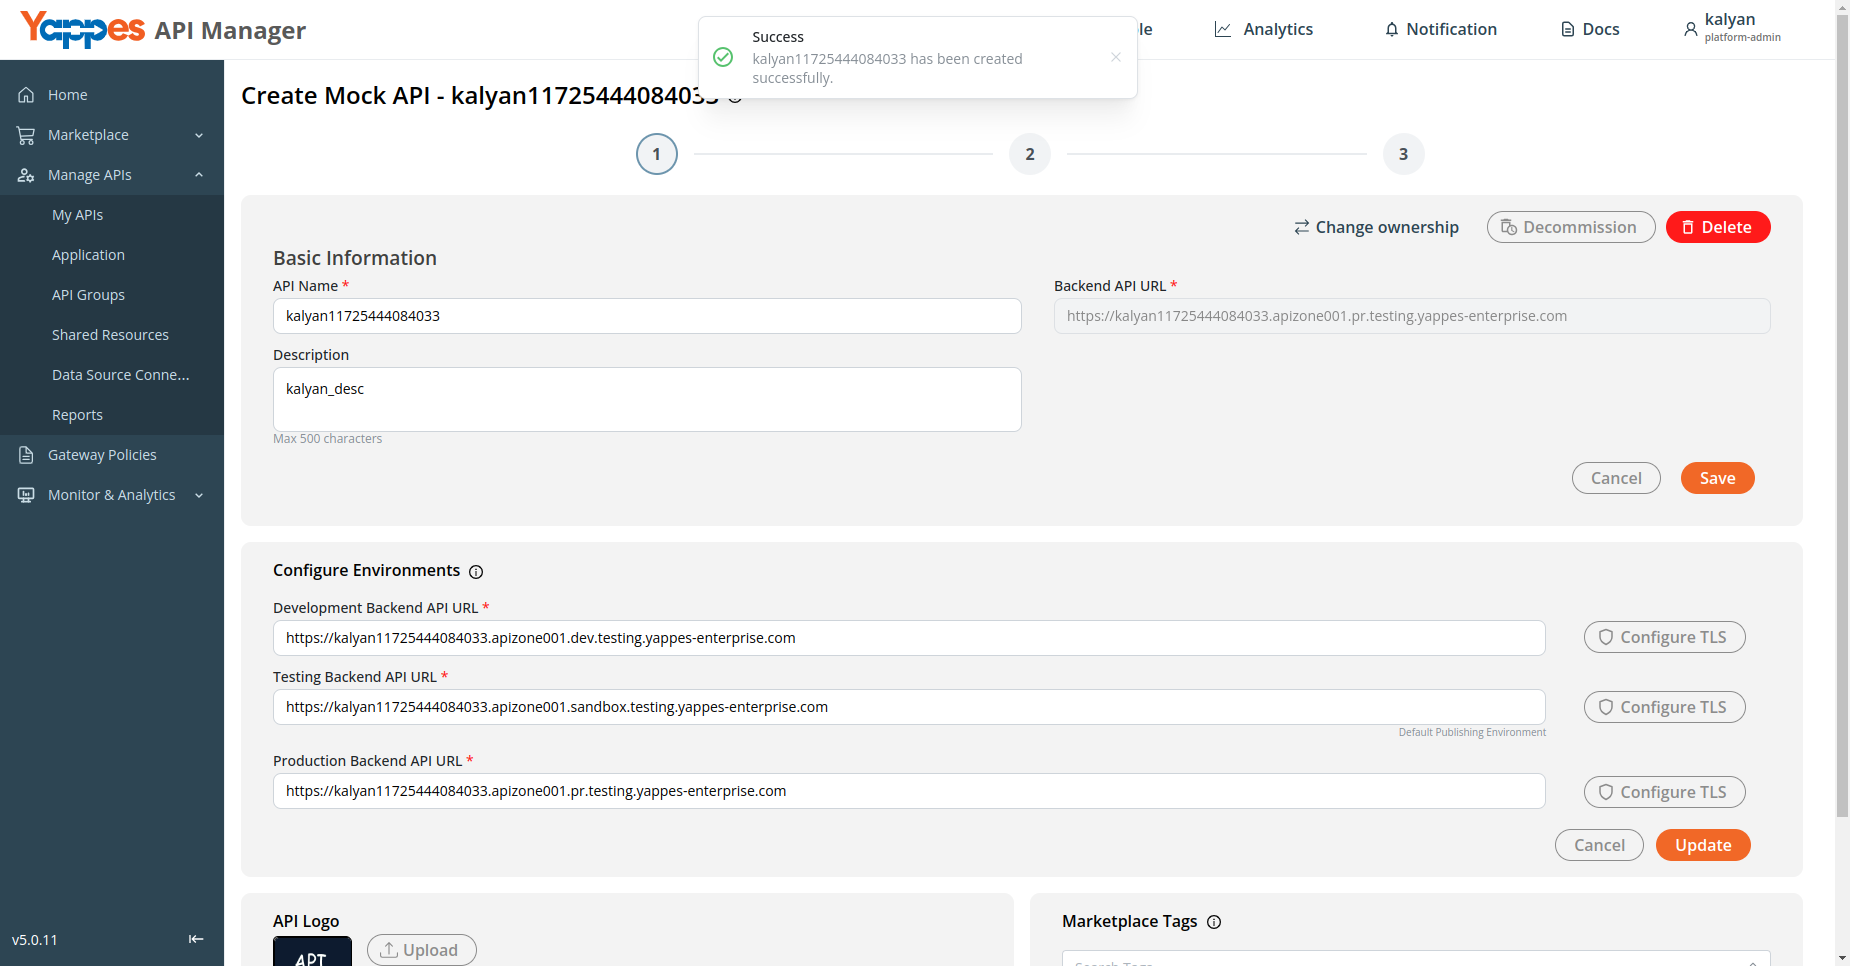 Yappes API Manager
Success
kalyan11725444084033 has been created
successfully.
Analytics
Notification
Docs
kalyan
platform-admin
Home
Marketplace
Manage APIs
My APIs
Application
API Groups
Shared Resources
Data Source Conne...
Reports
Gateway Policies
Monitor & Analytics
v5.0.11
Create Mock API - kalyan11725444084033
1
2
3
Change ownership
Decommission
Delete
Basic Information
API Name *
kalyan11725444084033
Backend API URL *
https://kalyan11725444084033.apizone001.pr.testing.yappes-enterprise.com
Description
kalyan_desc
Max 500 characters
Cancel
Save
Configure Environments
Development Backend API URL *
https://kalyan11725444084033.apizone001.dev.testing.yappes-enterprise.com
Configure TLS
Testing Backend API URL *
https://kalyan11725444084033.apizone001.sandbox.testing.yappes-enterprise.com
Configure TLS
Default Publishing Environment
Production Backend API URL *
https://kalyan11725444084033.apizone001.pr.testing.yappes-enterprise.com
Configure TLS
Cancel
Update
API Logo
API
Upload
Marketplace Tags
Search Tags